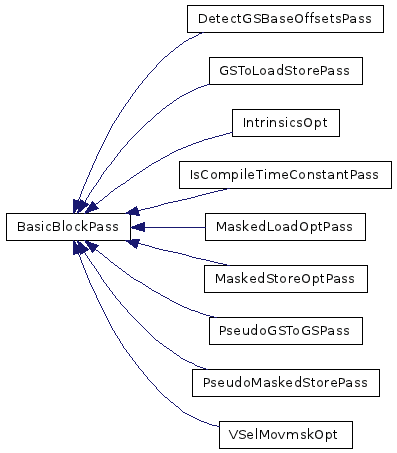 DetectGSBaseOffsetsPass
GSToLoadStorePass
IntrinsicsOpt
IsCompileTimeConstantPass
BasicBlockPass
MaskedLoadOptPass
MaskedStoreOptPass
PseudoGSToGSPass
PseudoMaskedStorePass
VSelMovmskOpt